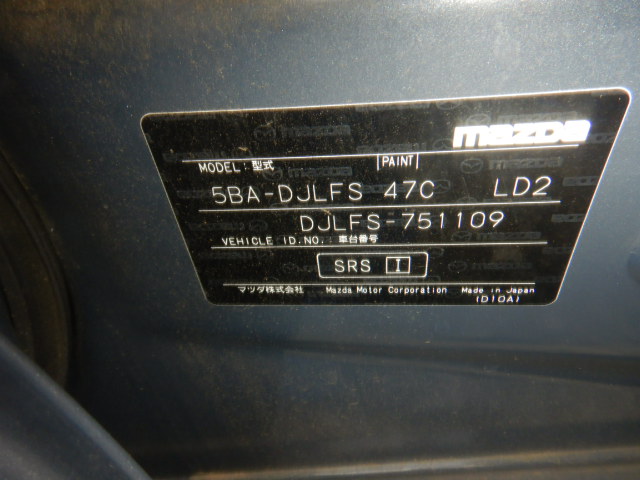 mazda
MODEL:型式 PAINT
5BA-DJLFS 47C LD2
DJLFS-751109
VEHICLE ID.NO. 車台番号
SRS I
マツダ株式会社 Mazda Motor Corporation Made in Japan
(D10A)